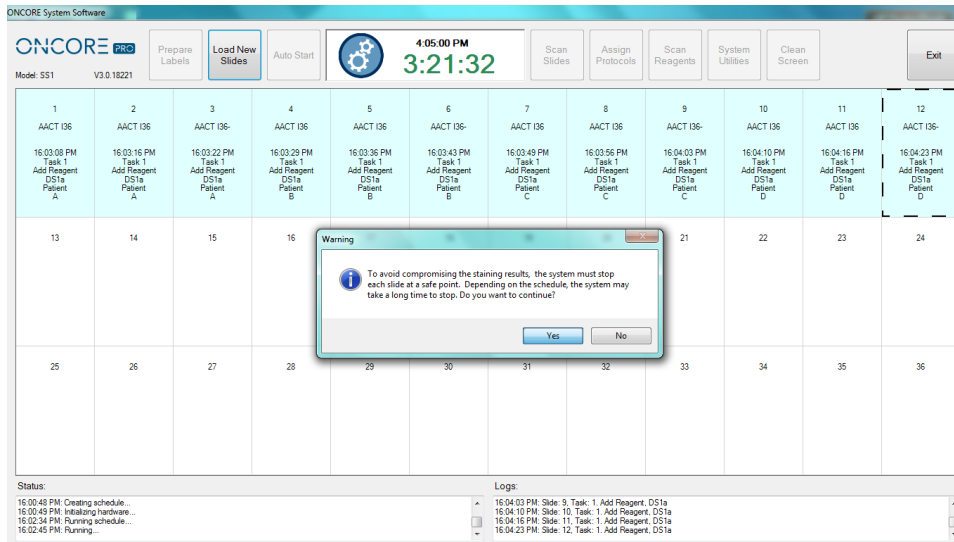 ONCORE System Software
ONCORE PRO
Model: SS1 V3.0.18221
Prepare Labels
Load New Slides
Auto Start
4:05:00 PM
3:21:32
Scan Slides
Assign Protocols
Scan Reagents
System Utilities
Clean Screen
Exit
1 2 3 4 5 6 7 8 9 10 11 12
AACT I36 AACT I36 AACT I36- AACT I36 AACT I36 AACT I36- AACT I36 AACT I36 AACT I36- AACT I36 AACT I36 AACT I36-
16:03:08 PM 16:03:16 PM 16:03:22 PM 16:03:29 PM 16:03:36 PM 16:03:43 PM 16:03:49 PM 16:03:56 PM 16:04:03 PM 16:04:10 PM 16:04:16 PM 16:04:23 PM
Task 1 Task 1 Task 1 Task 1 Task 1 Task 1 Task 1 Task 1 Task 1 Task 1 Task 1 Task 1
Add Reagent Add Reagent Add Reagent Add Reagent Add Reagent Add Reagent Add Reagent Add Reagent Add Reagent Add Reagent Add Reagent Add Reagent
DS1a DS1a DS1a DS1a DS1a DS1a DS1a DS1a DS1a DS1a DS1a DS1a
Patient Patient Patient Patient Patient Patient Patient Patient Patient Patient Patient Patient
A A A B B B C C C D D D
13 14 15 16 21 22 23 24
Warning
To avoid compromising the staining results, the system must stop
each slide at a safe point. Depending on the schedule, the system may
take a long time to stop. Do you want to continue?
Yes No
25 26 27 28 29 30 31 32 33 34 35 36
Status:
16:00:48 PM: Creating schedule...
16:00:49 PM: Initializing hardware...
16:02:34 PM: Running schedule...
16:02:45 PM: Running...
Logs:
16:04:03 PM: Slide: 9, Task: 1. Add Reagent, DS1a
16:04:10 PM: Slide: 10, Task: 1. Add Reagent, DS1a
16:04:16 PM: Slide: 11, Task: 1. Add Reagent, DS1a
16:04:23 PM: Slide: 12, Task: 1. Add Reagent, DS1a